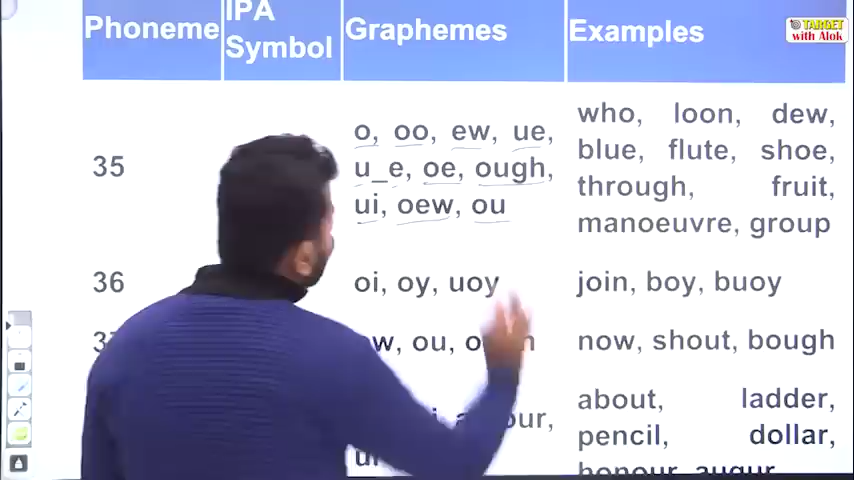 Phoneme IPA Symbol Graphemes Examples
TARGET
with Alok
35
o, oo, ew, ue,
u_e, oe, ough,
ui, oew, ou
who, loon, dew,
blue, flute, shoe,
through, fruit,
manoeuvre, group
36 oi, oy, uoy join, boy, buoy
ou, now, shout, bough
about, ladder,
pencil, dollar,
honour, augur